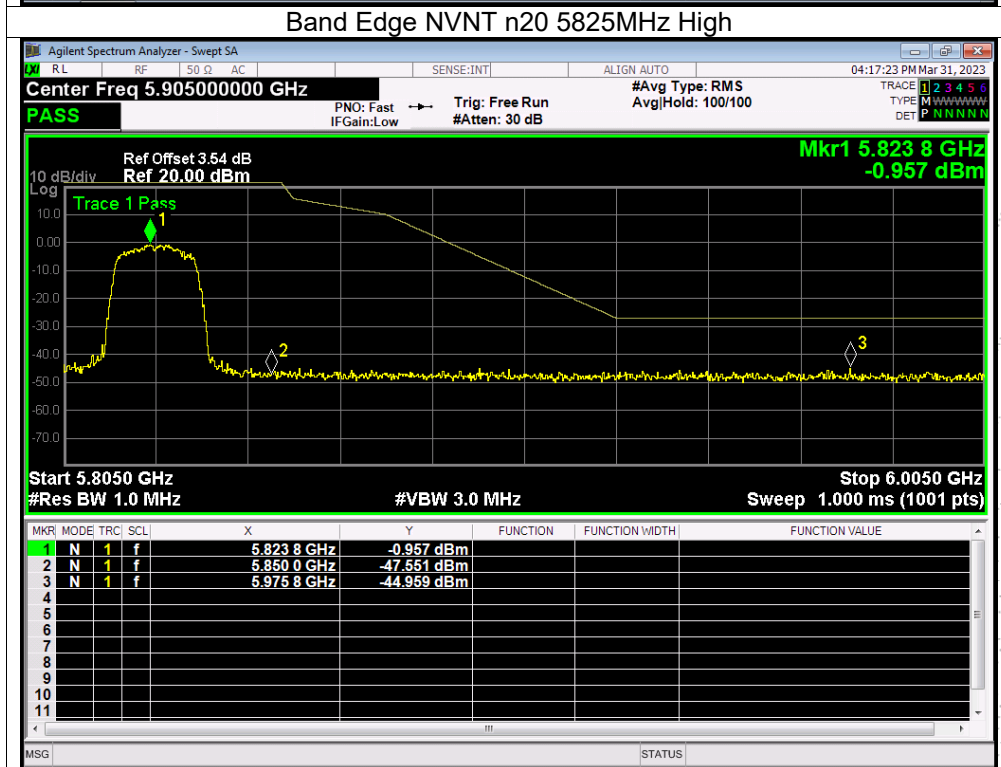 Band Edge NVNT n20 5825MHz High
Agilent Spectrum Analyzer - Swept SA
LXI RL RF 50 Ω AC SENSE:INT ALIGN AUTO 04:17:23 PM Mar 31, 2023
Center Freq 5.905000000 GHz #Avg Type: RMS TRACE 1 2 3 4 5 6
PNO: Fast Trig: Free Run Avg|Hold: 100/100 TYPE M WWWWW
PASS IFGain:Low #Atten: 30 dB DET P N N N N N
Mkr1 5.823 8 GHz
Ref Offset 3.54 dB
10 dB/div Ref 20.00 dBm -0.957 dBm
Log
Trace 1 Pass
10.0
1
0.00
-10.0
-20.0
-30.0
-40.0 2 3
-50.0
-60.0
-70.0
Start 5.8050 GHz Stop 6.0050 GHz
#Res BW 1.0 MHz #VBW 3.0 MHz Sweep 1.000 ms (1001 pts)
MKR MODE TRC SCL X Y FUNCTION FUNCTION WIDTH FUNCTION VALUE
1 N 1 f 5.823 8 GHz -0.957 dBm
2 N 1 f 5.850 0 GHz -47.551 dBm
3 N 1 f 5.975 8 GHz -44.959 dBm
4
5
6
7
8
9
10
11
MSG STATUS